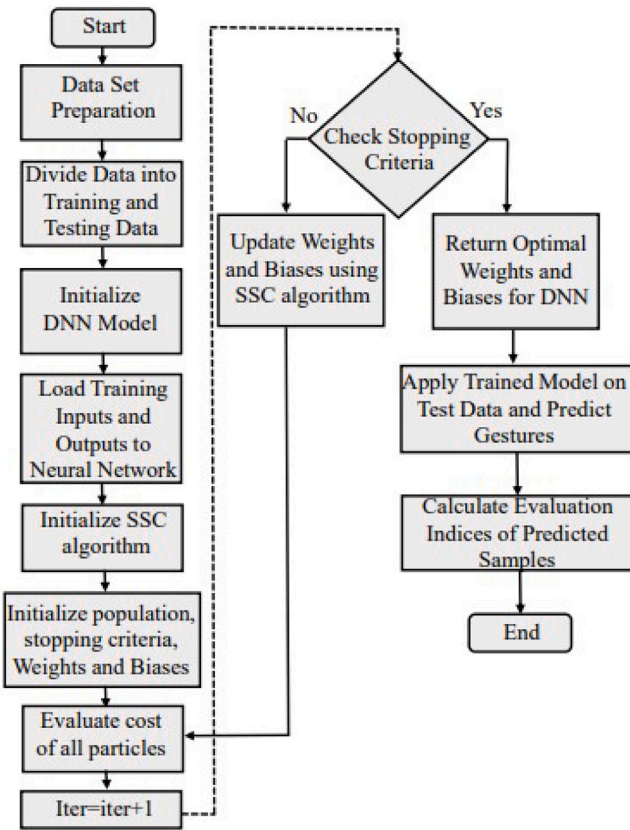 Start
Data Set
Preparation
Divide Data into
Training and
Testing Data
Initialize
DNN Model
Load Training
Inputs and
Outputs to
Neural Network
Initialize SSC
algorithm
Initialize population,
stopping criteria,
Weights and Biases
Evaluate cost
of all particles
Iter=iter+1
Check Stopping
Criteria
No
Yes
Update Weights
and Biases using
SSC algorithm
Return Optimal
Weights and
Biases for DNN
Apply Trained Model on
Test Data and Predict
Gestures
Calculate Evaluation
Indices of Predicted
Samples
End